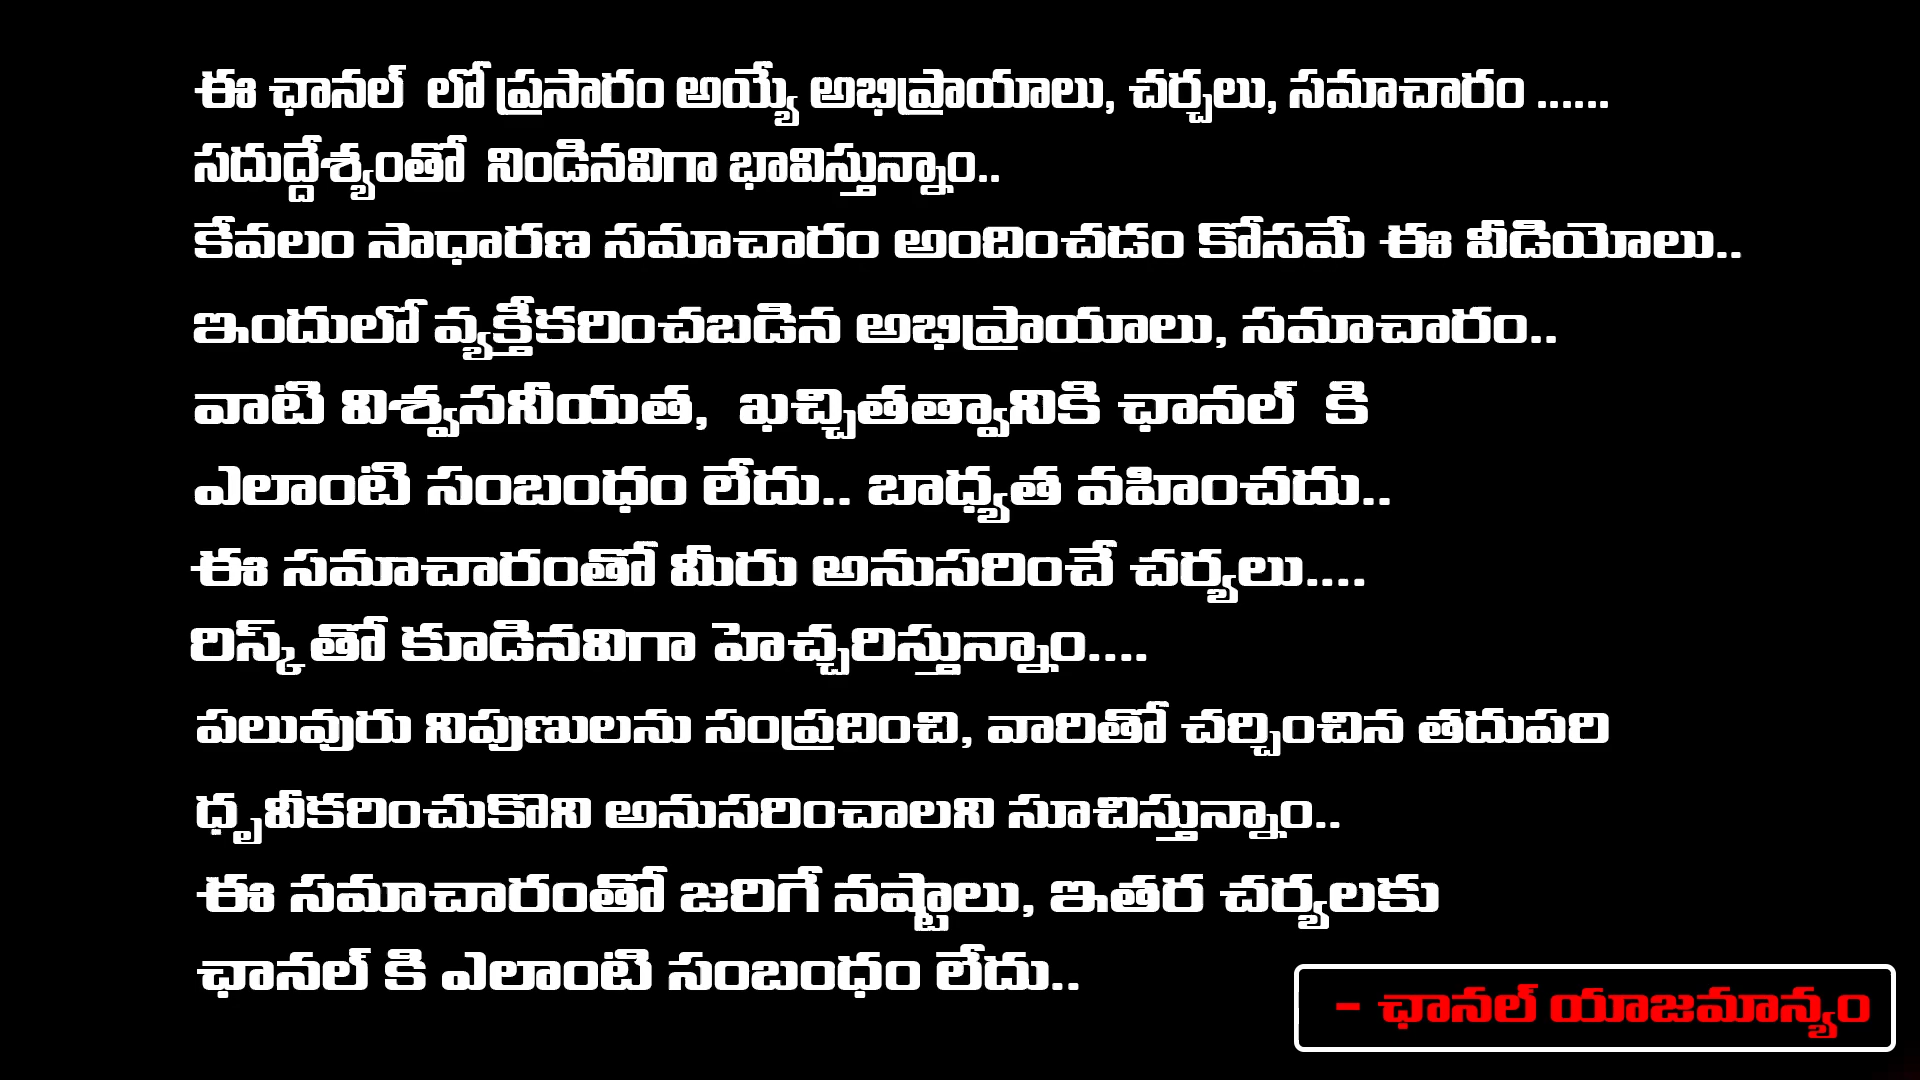 ఈ ఛానల్ లో ప్రసారం అయ్యే అభిప్రాయాలు, చర్చలు, సమాచారం ......
సదుద్దేశ్యంతో నిండినవిగా భావిస్తున్నాం..
కేవలం సాధారణ సమాచారం అందించడం కోసమే ఈ వీడియోలు..
ఇందులో వ్యక్తీకరించబడిన అభిప్రాయాలు, సమాచారం..
వాటి విశ్వసనీయత, ఖచ్చితత్వానికి ఛానల్ కి
ఎలాంటి సంబంధం లేదు.. బాధ్యత వహించదు..
ఈ సమాచారంతో మీరు అనుసరించే చర్యలు....
రిస్క్ తో కూడినవిగా హెచ్చరిస్తున్నాం....
పలువురు నిపుణులను సంప్రదించి, వారితో చర్చించిన తదుపరి
ధృవీకరించుకొని అనుసరించాలని సూచిస్తున్నాం..
ఈ సమాచారంతో జరిగే నష్టాలు, ఇతర చర్యలకు
ఛానల్ కి ఎలాంటి సంబంధం లేదు..
- ఛానల్ యాజమాన్యం